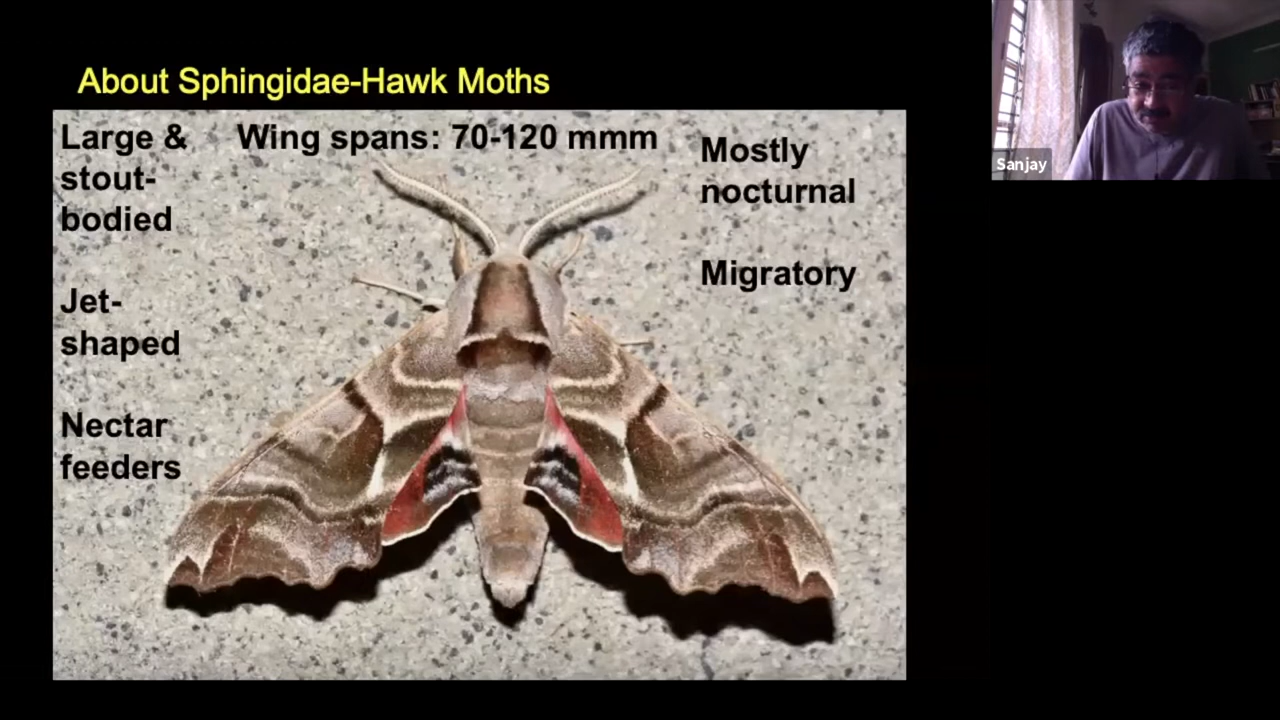 About Sphingidae-Hawk Moths
Large &
stout-
bodied
Jet-
shaped
Nectar
feeders
Wing spans: 70-120 mmm
Mostly
nocturnal
Migratory
Sanjay